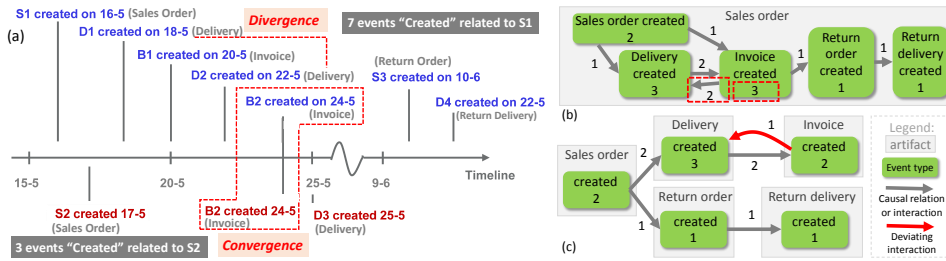 (a)
S1 created on 16-5 (Sales Order)
Divergence
7 events “Created” related to S1
D1 created on 18-5 (Delivery)
B1 created on 20-5
(Invoice)
D2 created on 22-5 (Delivery)
(Return Order)
S3 created on 10-6
B2 created on 24-5
(Invoice)
D4 created on 22-5
(Return Delivery)
15-5
20-5
25-5
9-6
Timeline
S2 created 17-5
(Sales Order)
B2 created 24-5
(Invoice)
D3 created 25-5
(Delivery)
3 events “Created” related to S2
Convergence
Sales order
Sales order created
2
1
1
Delivery
created
3
2
2
Invoice
created
3
1
Return
order
created
1
1
Return
delivery
created
1
(b)
Sales order
created
2
2
1
Delivery
created
3
1
2
Invoice
created
2
Return order
created
1
1
Return delivery
created
1
(c)
Legend:
artifact
Event type
Causal relation
or interaction
Deviating
interaction